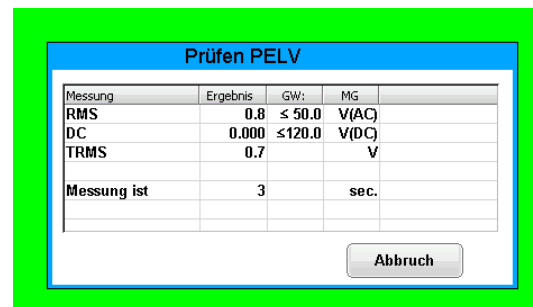 Prüfen PELV
Messung Ergebnis GW: MG
RMS 0.8 ≤ 50.0 V(AC)
DC 0.000 ≤120.0 V(DC)
TRMS 0.7 V
Messung ist 3 sec.
Abbruch